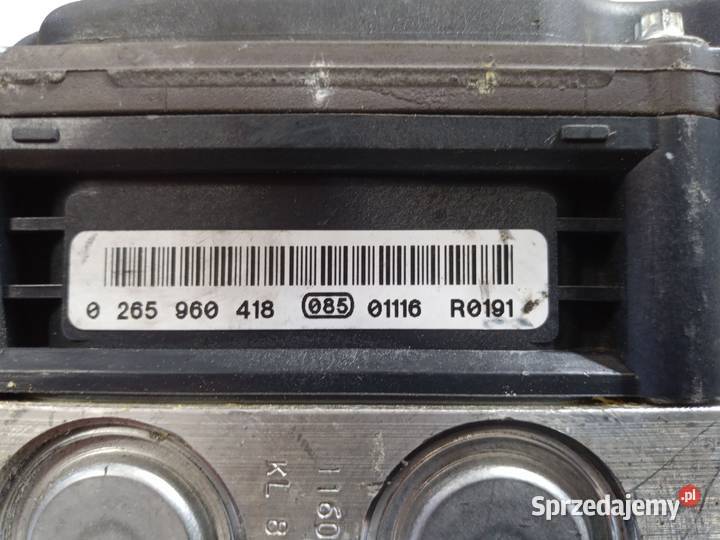 0 265 960 418 085 01116 R0191
1160
KL 8
Sprzedajemy.pl